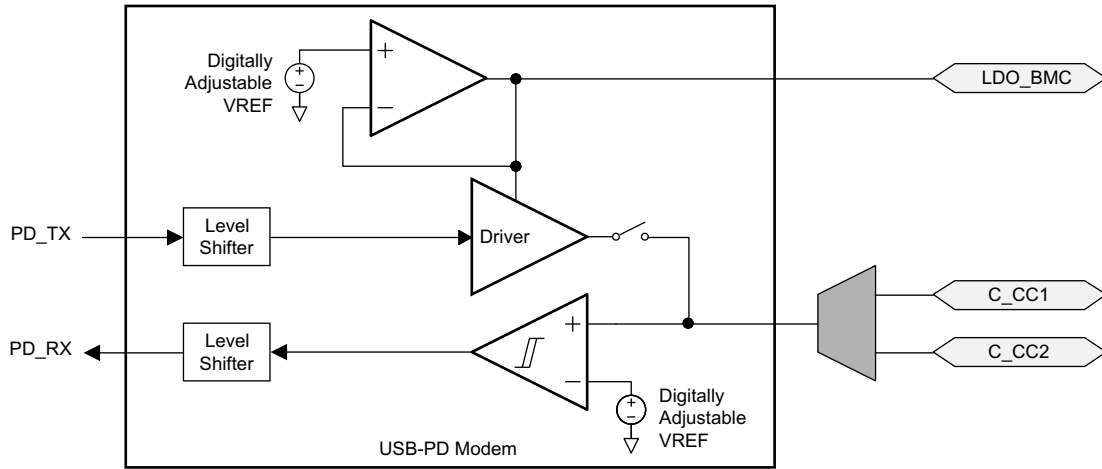 Digitally
Adjustable
VREF
+
−
+
−
LDO_BMC
PD_TX
Level
Shifter
Driver
C_CC1
PD_RX
Level
Shifter
+
−
+
−
C_CC2
Digitally
Adjustable
VREF
USB-PD Modem